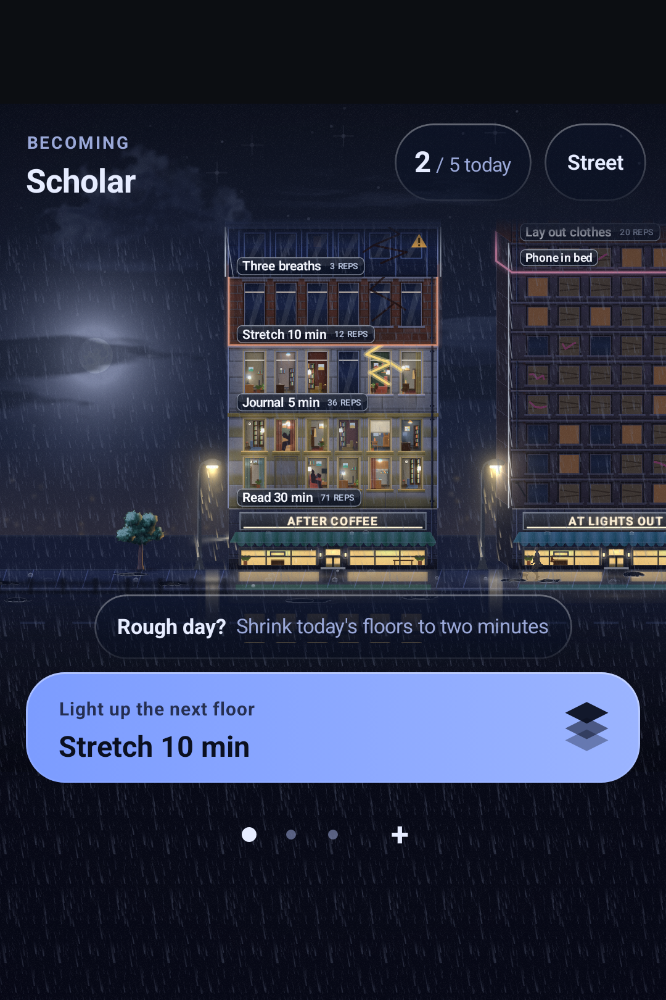 BECOMING
Scholar
2 / 5 today
Street
Three breaths 3 REPS
Stretch 10 min 12 REPS
Journal 5 min 36 REPS
Read 30 min 71 REPS
AFTER COFFEE
Lay out clothes 20 REPS
Phone in bed
AT LIGHTS OUT
Rough day? Shrink today's floors to two minutes
Light up the next floor
Stretch 10 min